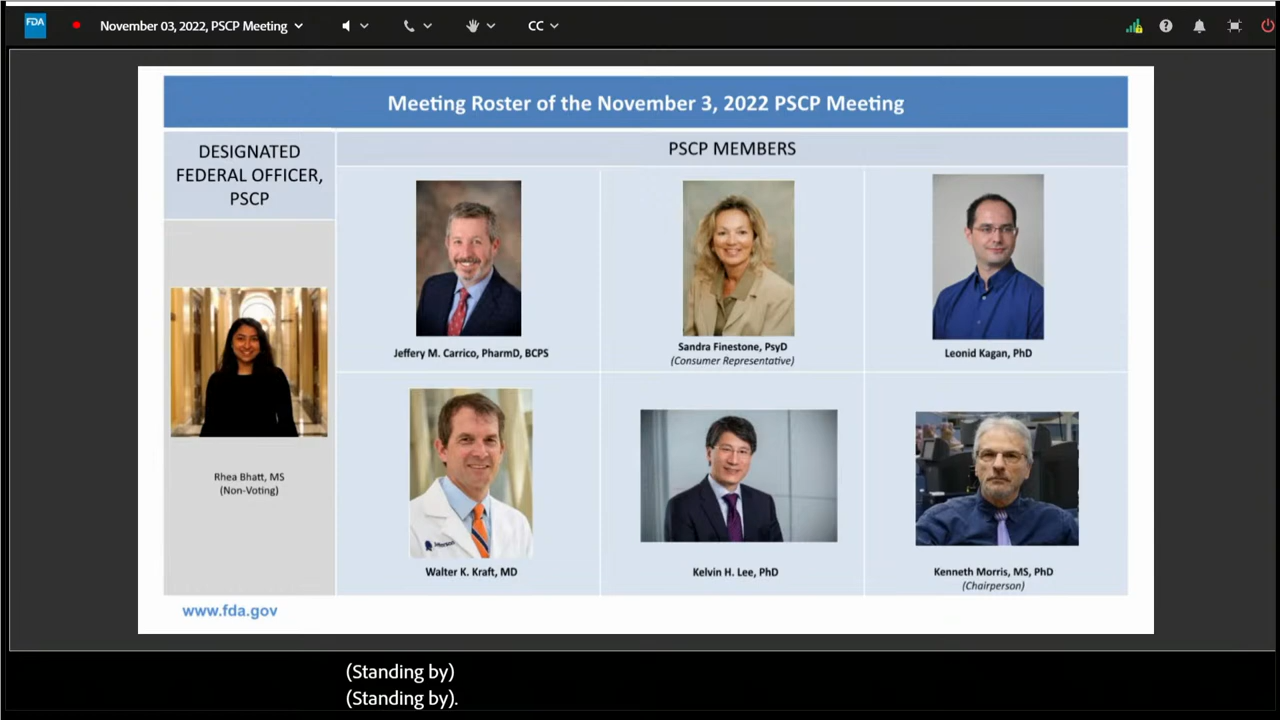 FDA
November 03, 2022, PSCP Meeting
CC
Meeting Roster of the November 3, 2022 PSCP Meeting
DESIGNATED
FEDERAL OFFICER,
PSCP
PSCP MEMBERS
Jeffery M. Carrico, PharmD, BCPS
Sandra Finestone, PsyD
(Consumer Representative)
Leonid Kagan, PhD
Rhea Bhatt, MS
(Non-Voting)
Jefferson
Walter K. Kraft, MD
Kelvin H. Lee, PhD
Kenneth Morris, MS, PhD
(Chairperson)
www.fda.gov
(Standing by)
(Standing by).